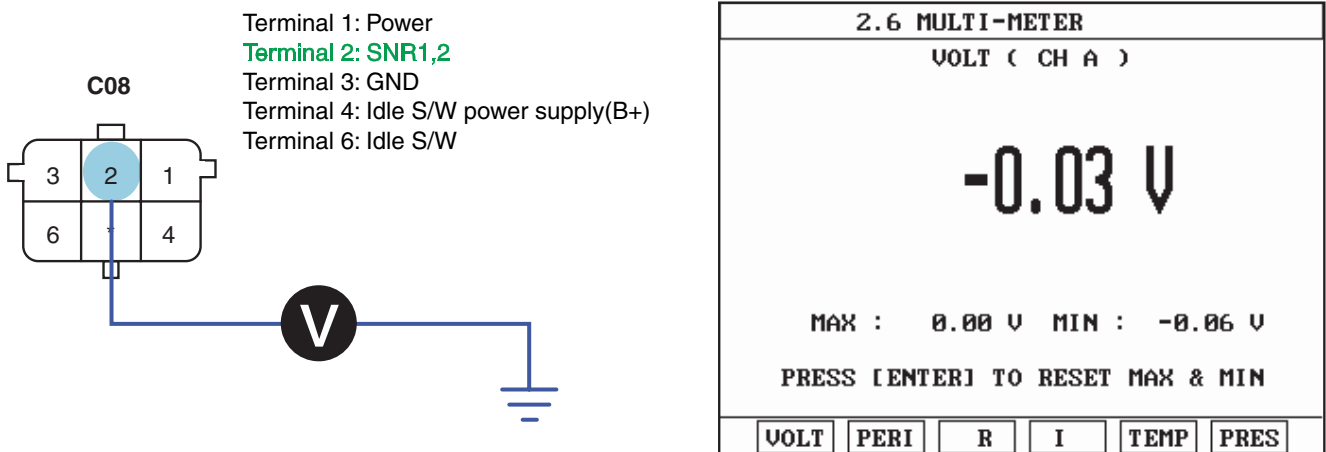 Terminal 1: Power
Terminal 2: SNR1,2
Terminal 3: GND
Terminal 4: Idle S/W power supply(B+)
Terminal 6: Idle S/W
C08
3 2 1
6 * 4
V
2.6 MULTI-METER
VOLT ( CH A )
-0.03 V
MAX : 0.00 V MIN : -0.06 V
PRESS [ENTER] TO RESET MAX & MIN
VOLT PERI R I TEMP PRES